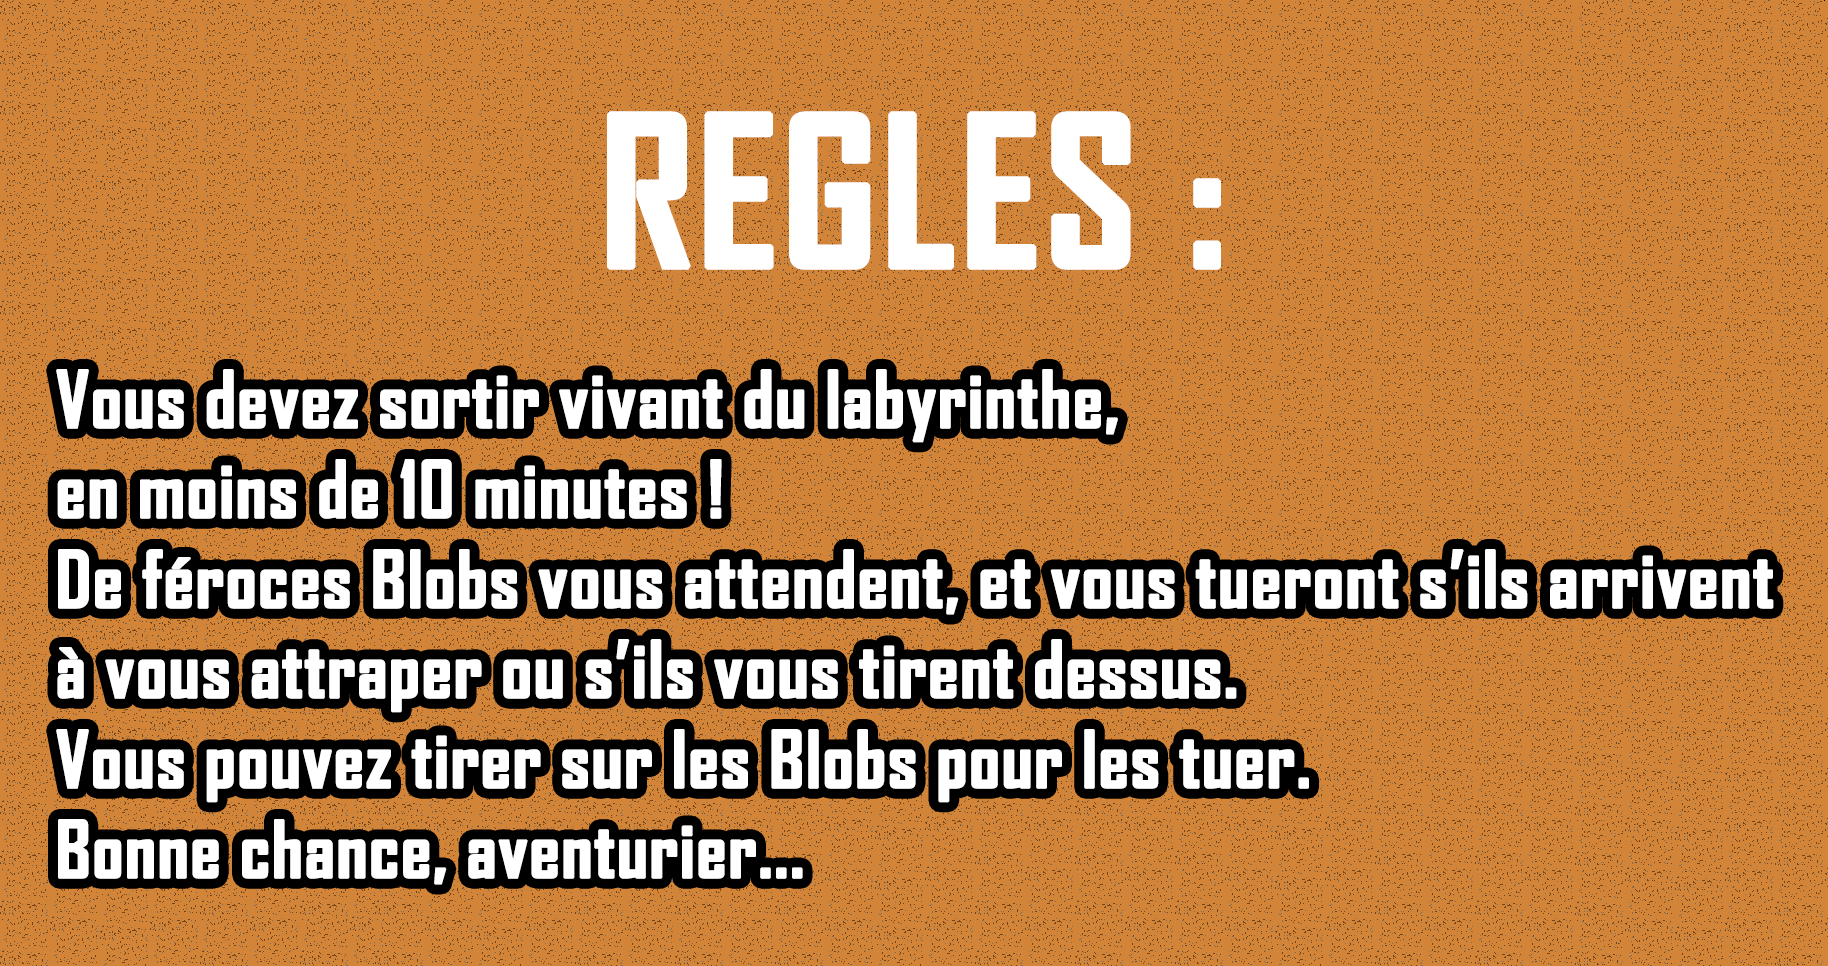 REGLES :
Vous devez sortir vivant du labyrinthe,
en moins de 10 minutes !
De féroces Blobs vous attendent, et vous tueront s’ils arrivent
à vous attraper ou s’ils vous tirent dessus.
Vous pouvez tirer sur les Blobs pour les tuer.
Bonne chance, aventurier...